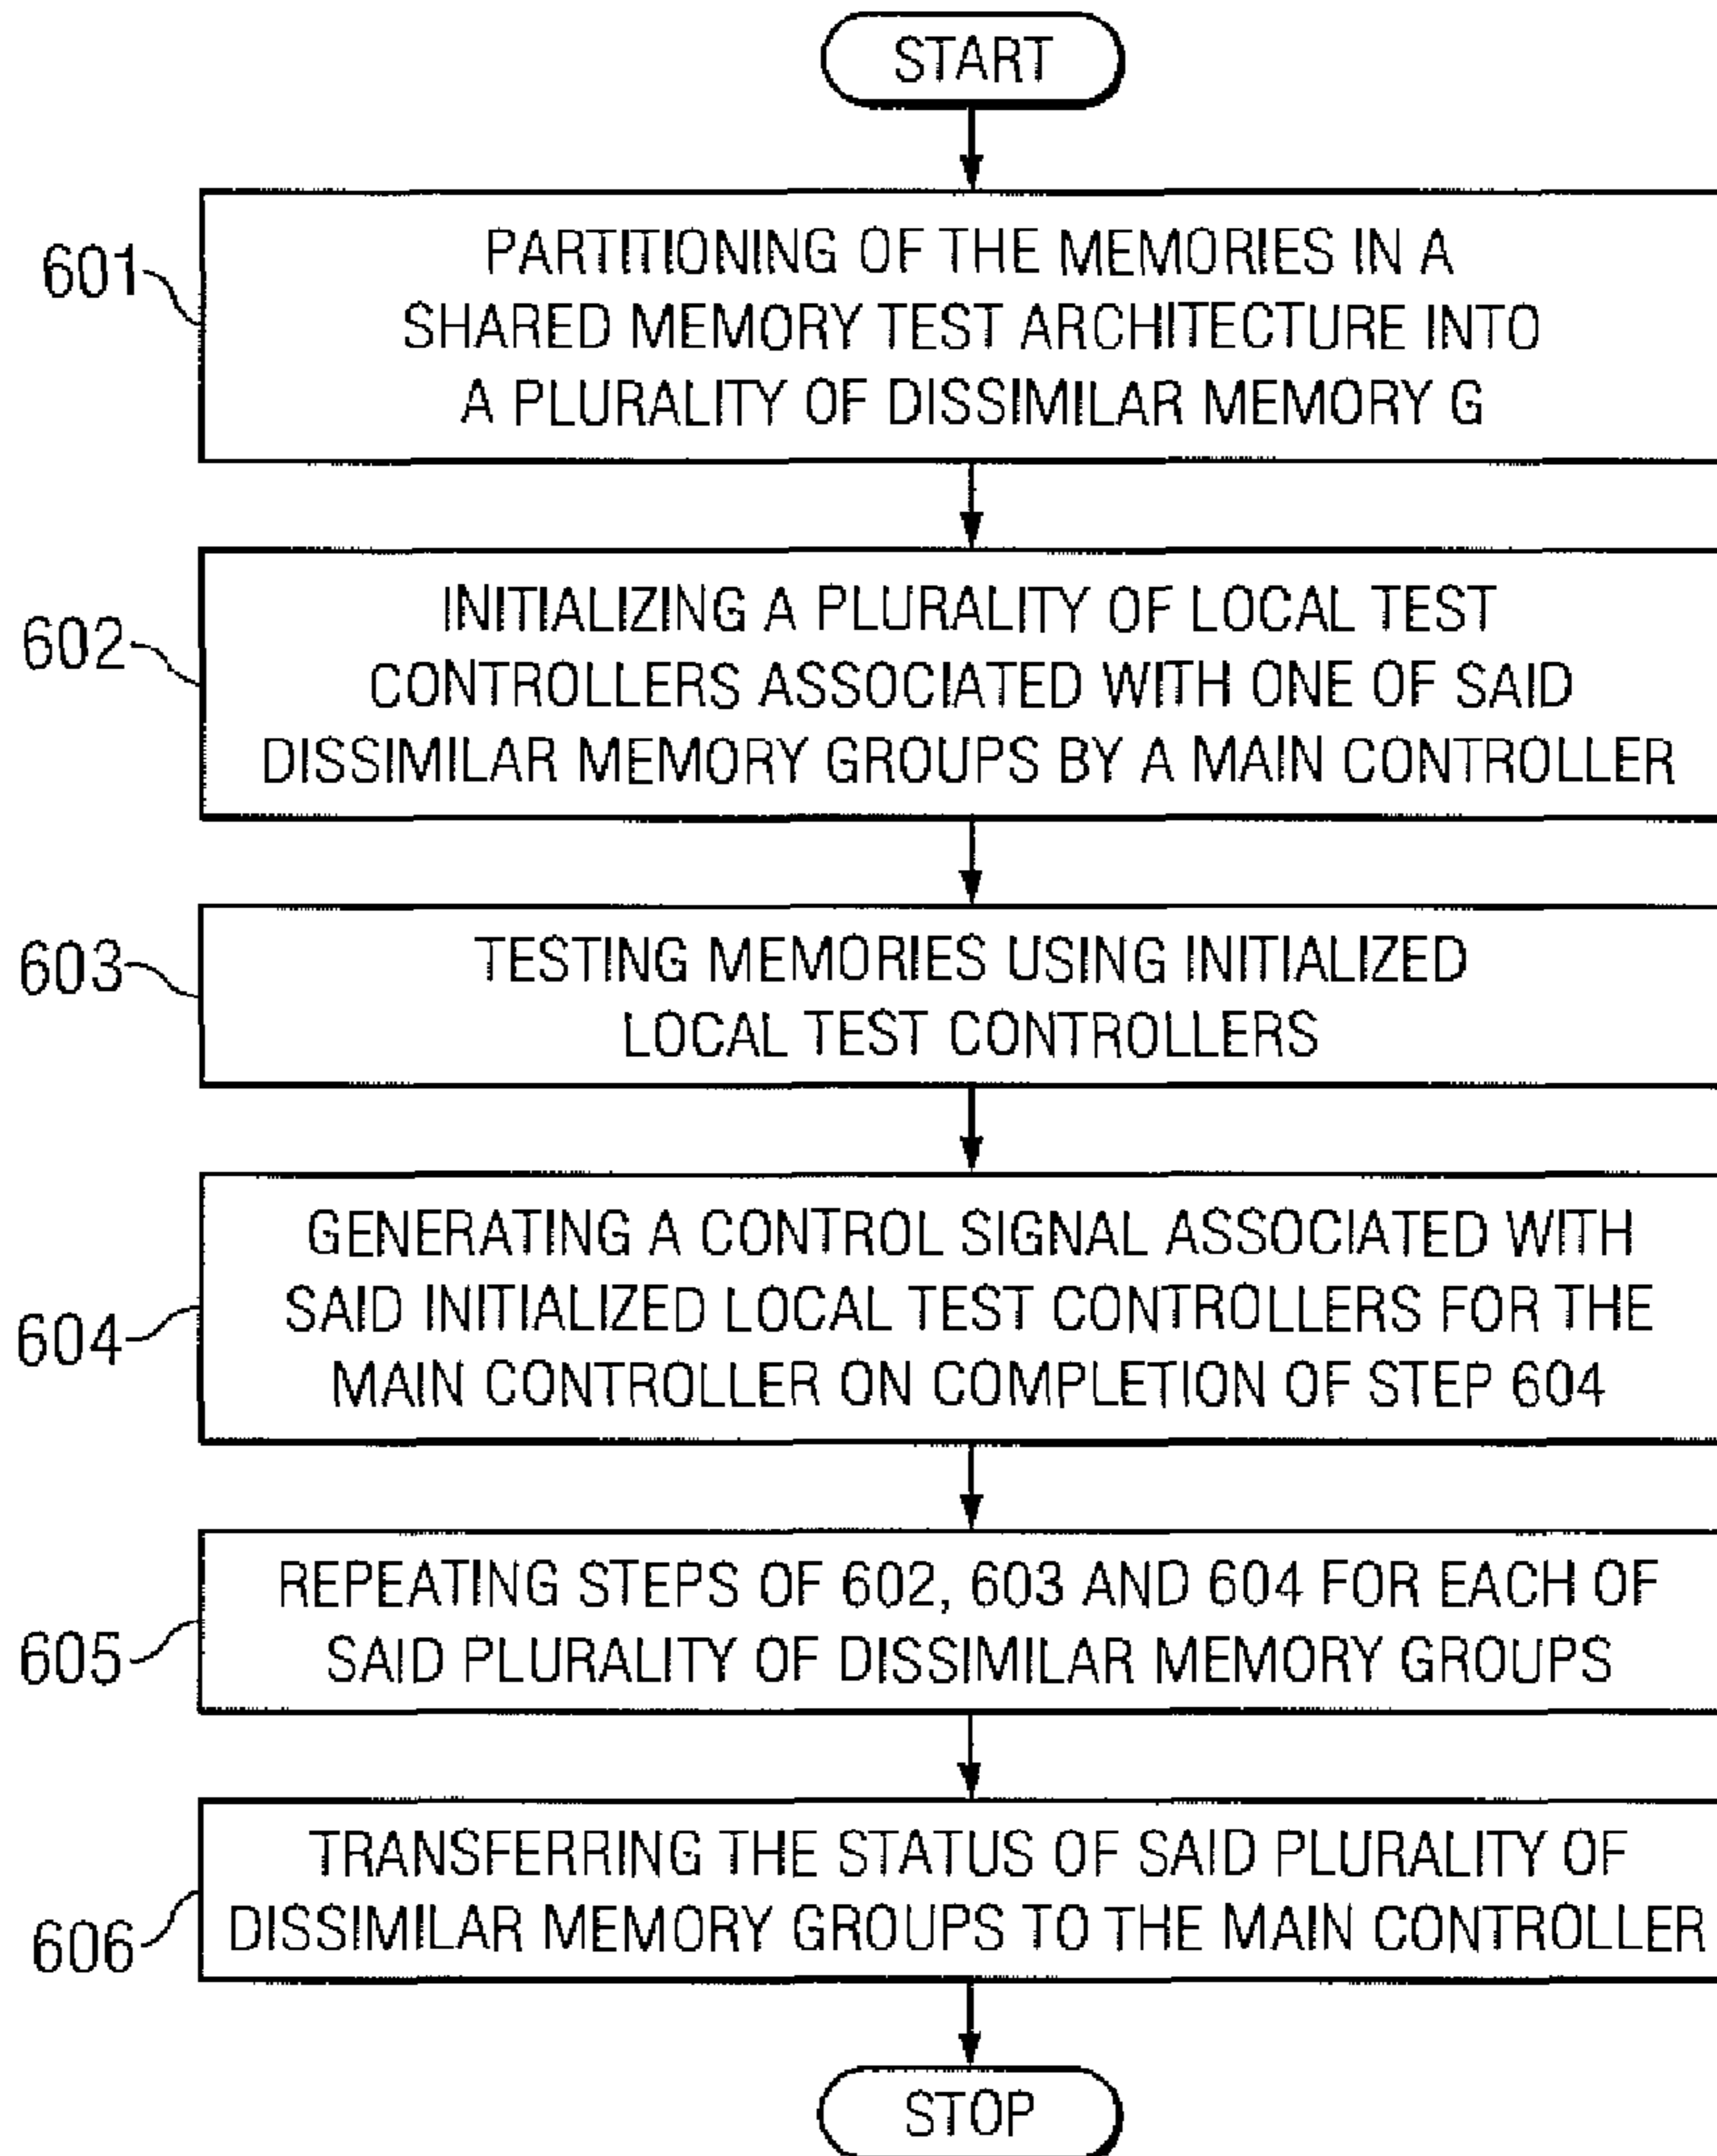 START
601
PARTITIONING OF THE MEMORIES IN A
SHARED MEMORY TEST ARCHITECTURE INTO
A PLURALITY OF DISSIMILAR MEMORY G
602
INITIALIZING A PLURALITY OF LOCAL TEST
CONTROLLERS ASSOCIATED WITH ONE OF SAID
DISSIMILAR MEMORY GROUPS BY A MAIN CONTROLLER
603
TESTING MEMORIES USING INITIALIZED
LOCAL TEST CONTROLLERS
604
GENERATING A CONTROL SIGNAL ASSOCIATED WITH
SAID INITIALIZED LOCAL TEST CONTROLLERS FOR THE
MAIN CONTROLLER ON COMPLETION OF STEP 604
605
REPEATING STEPS OF 602, 603 AND 604 FOR EACH OF
SAID PLURALITY OF DISSIMILAR MEMORY GROUPS
606
TRANSFERRING THE STATUS OF SAID PLURALITY OF
DISSIMILAR MEMORY GROUPS TO THE MAIN CONTROLLER
STOP